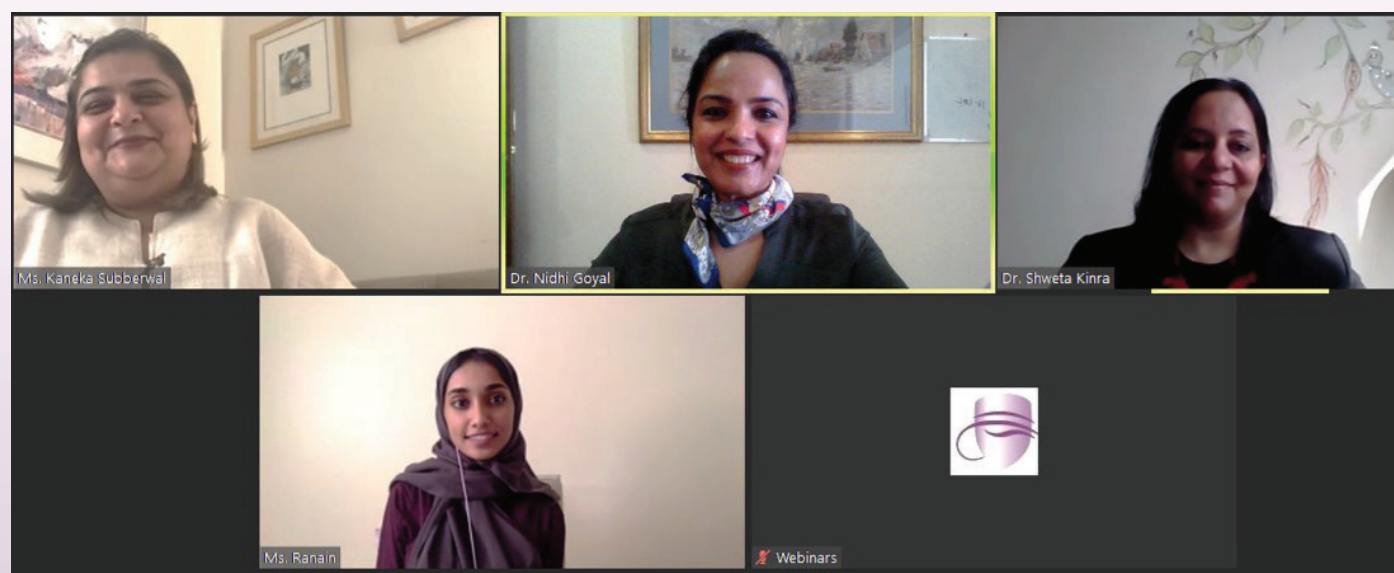 Ms. Kaneka Subberwal
Dr. Nidhi Goyal
Dr. Shweta Kinra
Ms. Ranain
Webinars